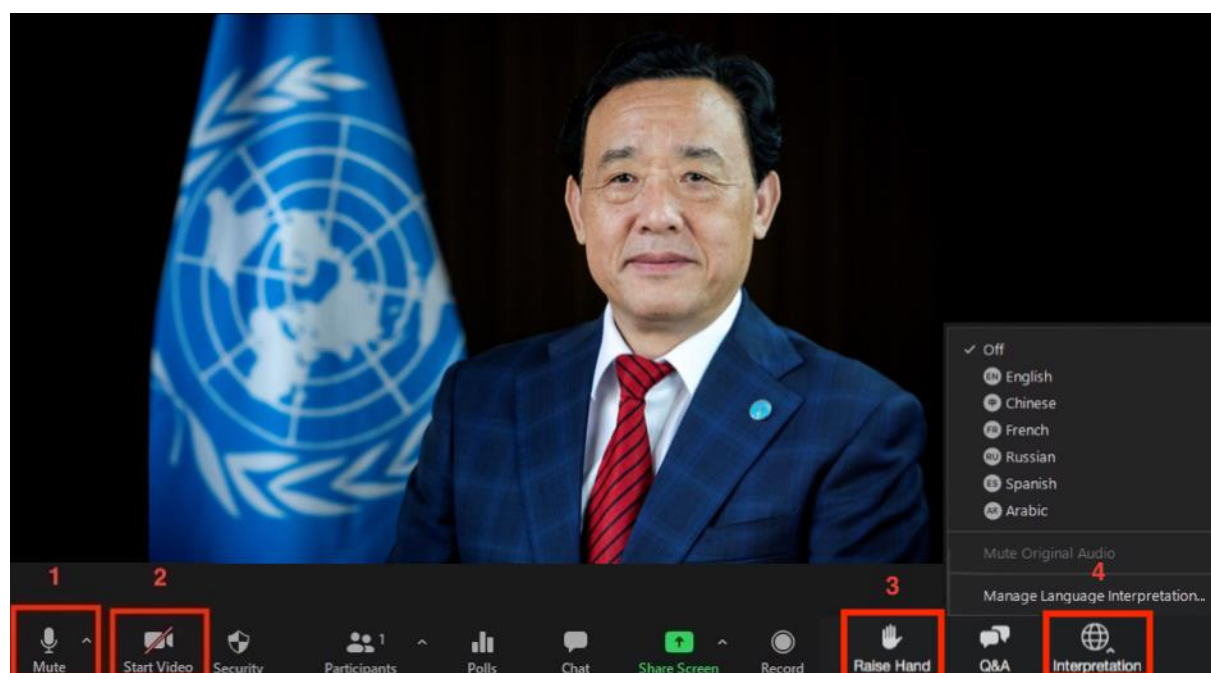 Off
EN English
中 Chinese
FR French
RU Russian
ES Spanish
AR Arabic
Mute Original Audio
Manage Language Interpretation...
1
2
3
4
Mute
Start Video
Security
1
Participants
Polls
Chat
Share Screen
Record
Raise Hand
Q&A
Interpretation